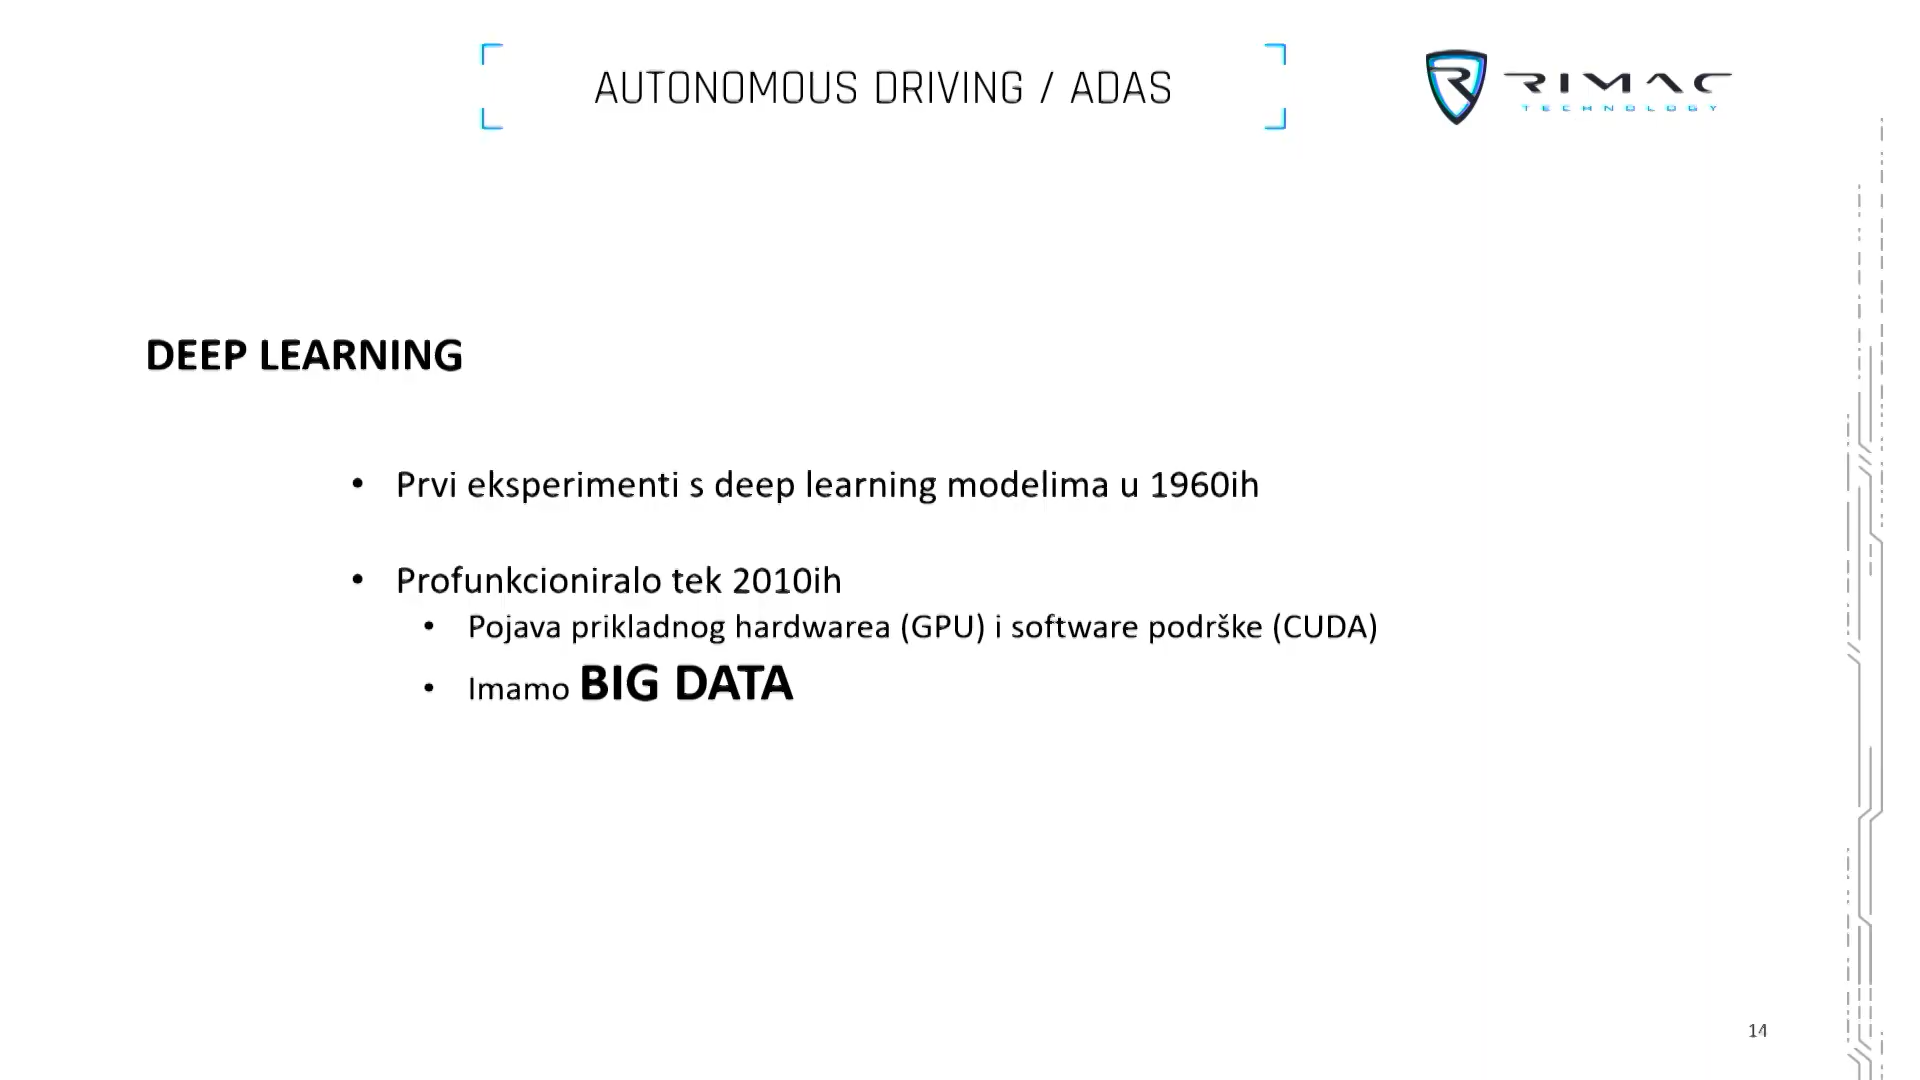 AUTONOMOUS DRIVING / ADAS
RIMAC
TECHNOLOGY
DEEP LEARNING
• Prvi eksperimenti s deep learning modelima u 1960ih
• Profunkcioniralo tek 2010ih
• Pojava prikladnog hardwarea (GPU) i software podrške (CUDA)
• Imamo BIG DATA
14